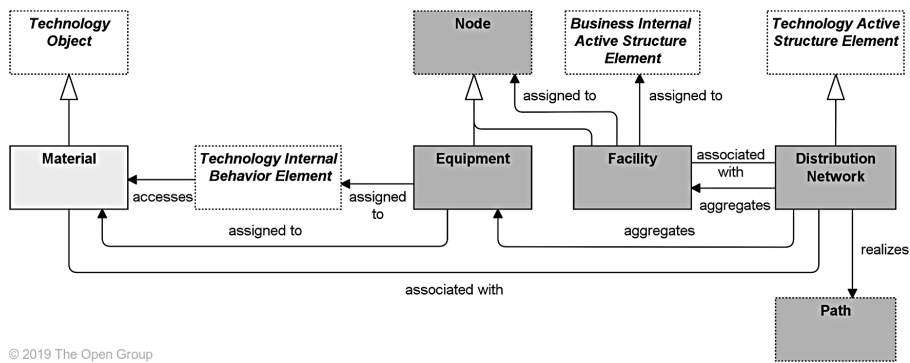 Technology
Object
Node
Business Internal
Active Structure
Element
Technology Active
Structure Element
assigned to
assigned to
Material
Technology Internal
Behavior Element
Equipment
Facility
associated
with
Distribution
Network
accesses
assigned
to
aggregates
assigned to
aggregates
realizes
associated with
Path
© 2019 The Open Group